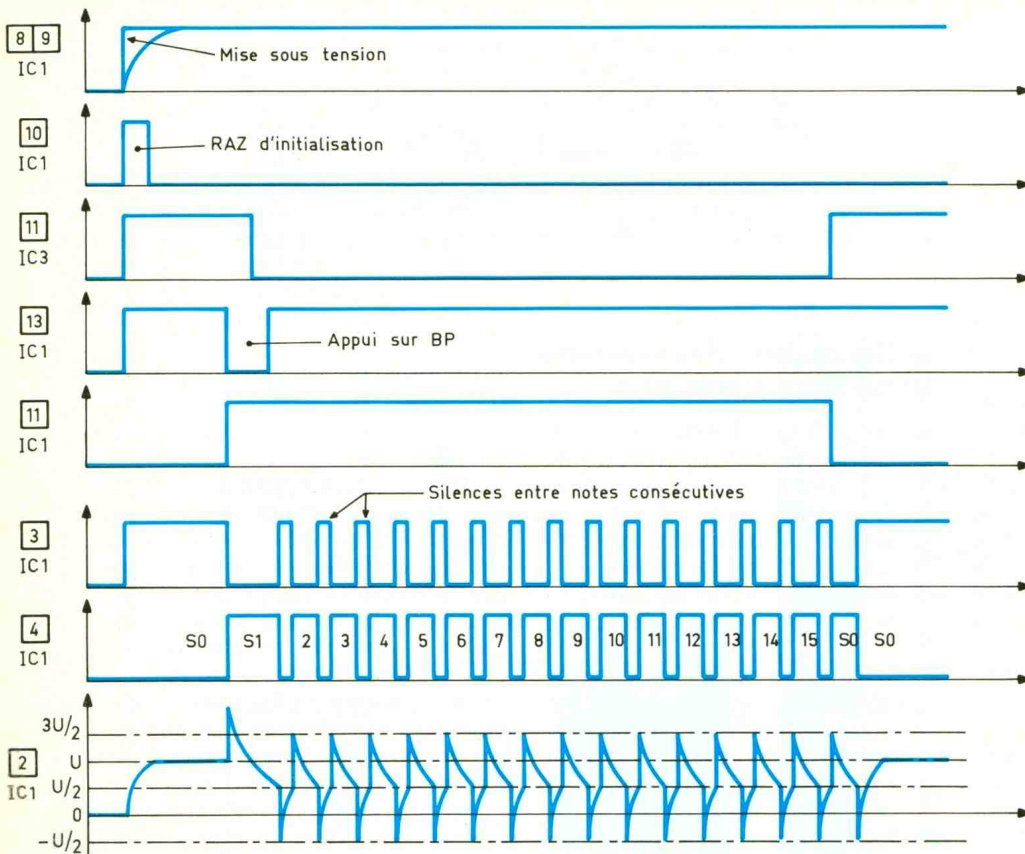 8 9
IC1
Mise sous tension
10
IC1
RAZ d'initialisation
11
IC3
13
IC1
Appui sur BP
11
IC1
Silences entre notes consécutives
3
IC1
4
IC1
S0 S1 2 3 4 5 6 7 8 9 10 11 12 13 14 15 S0 S0
2
IC1
3U/2
U
U/2
0
-U/2